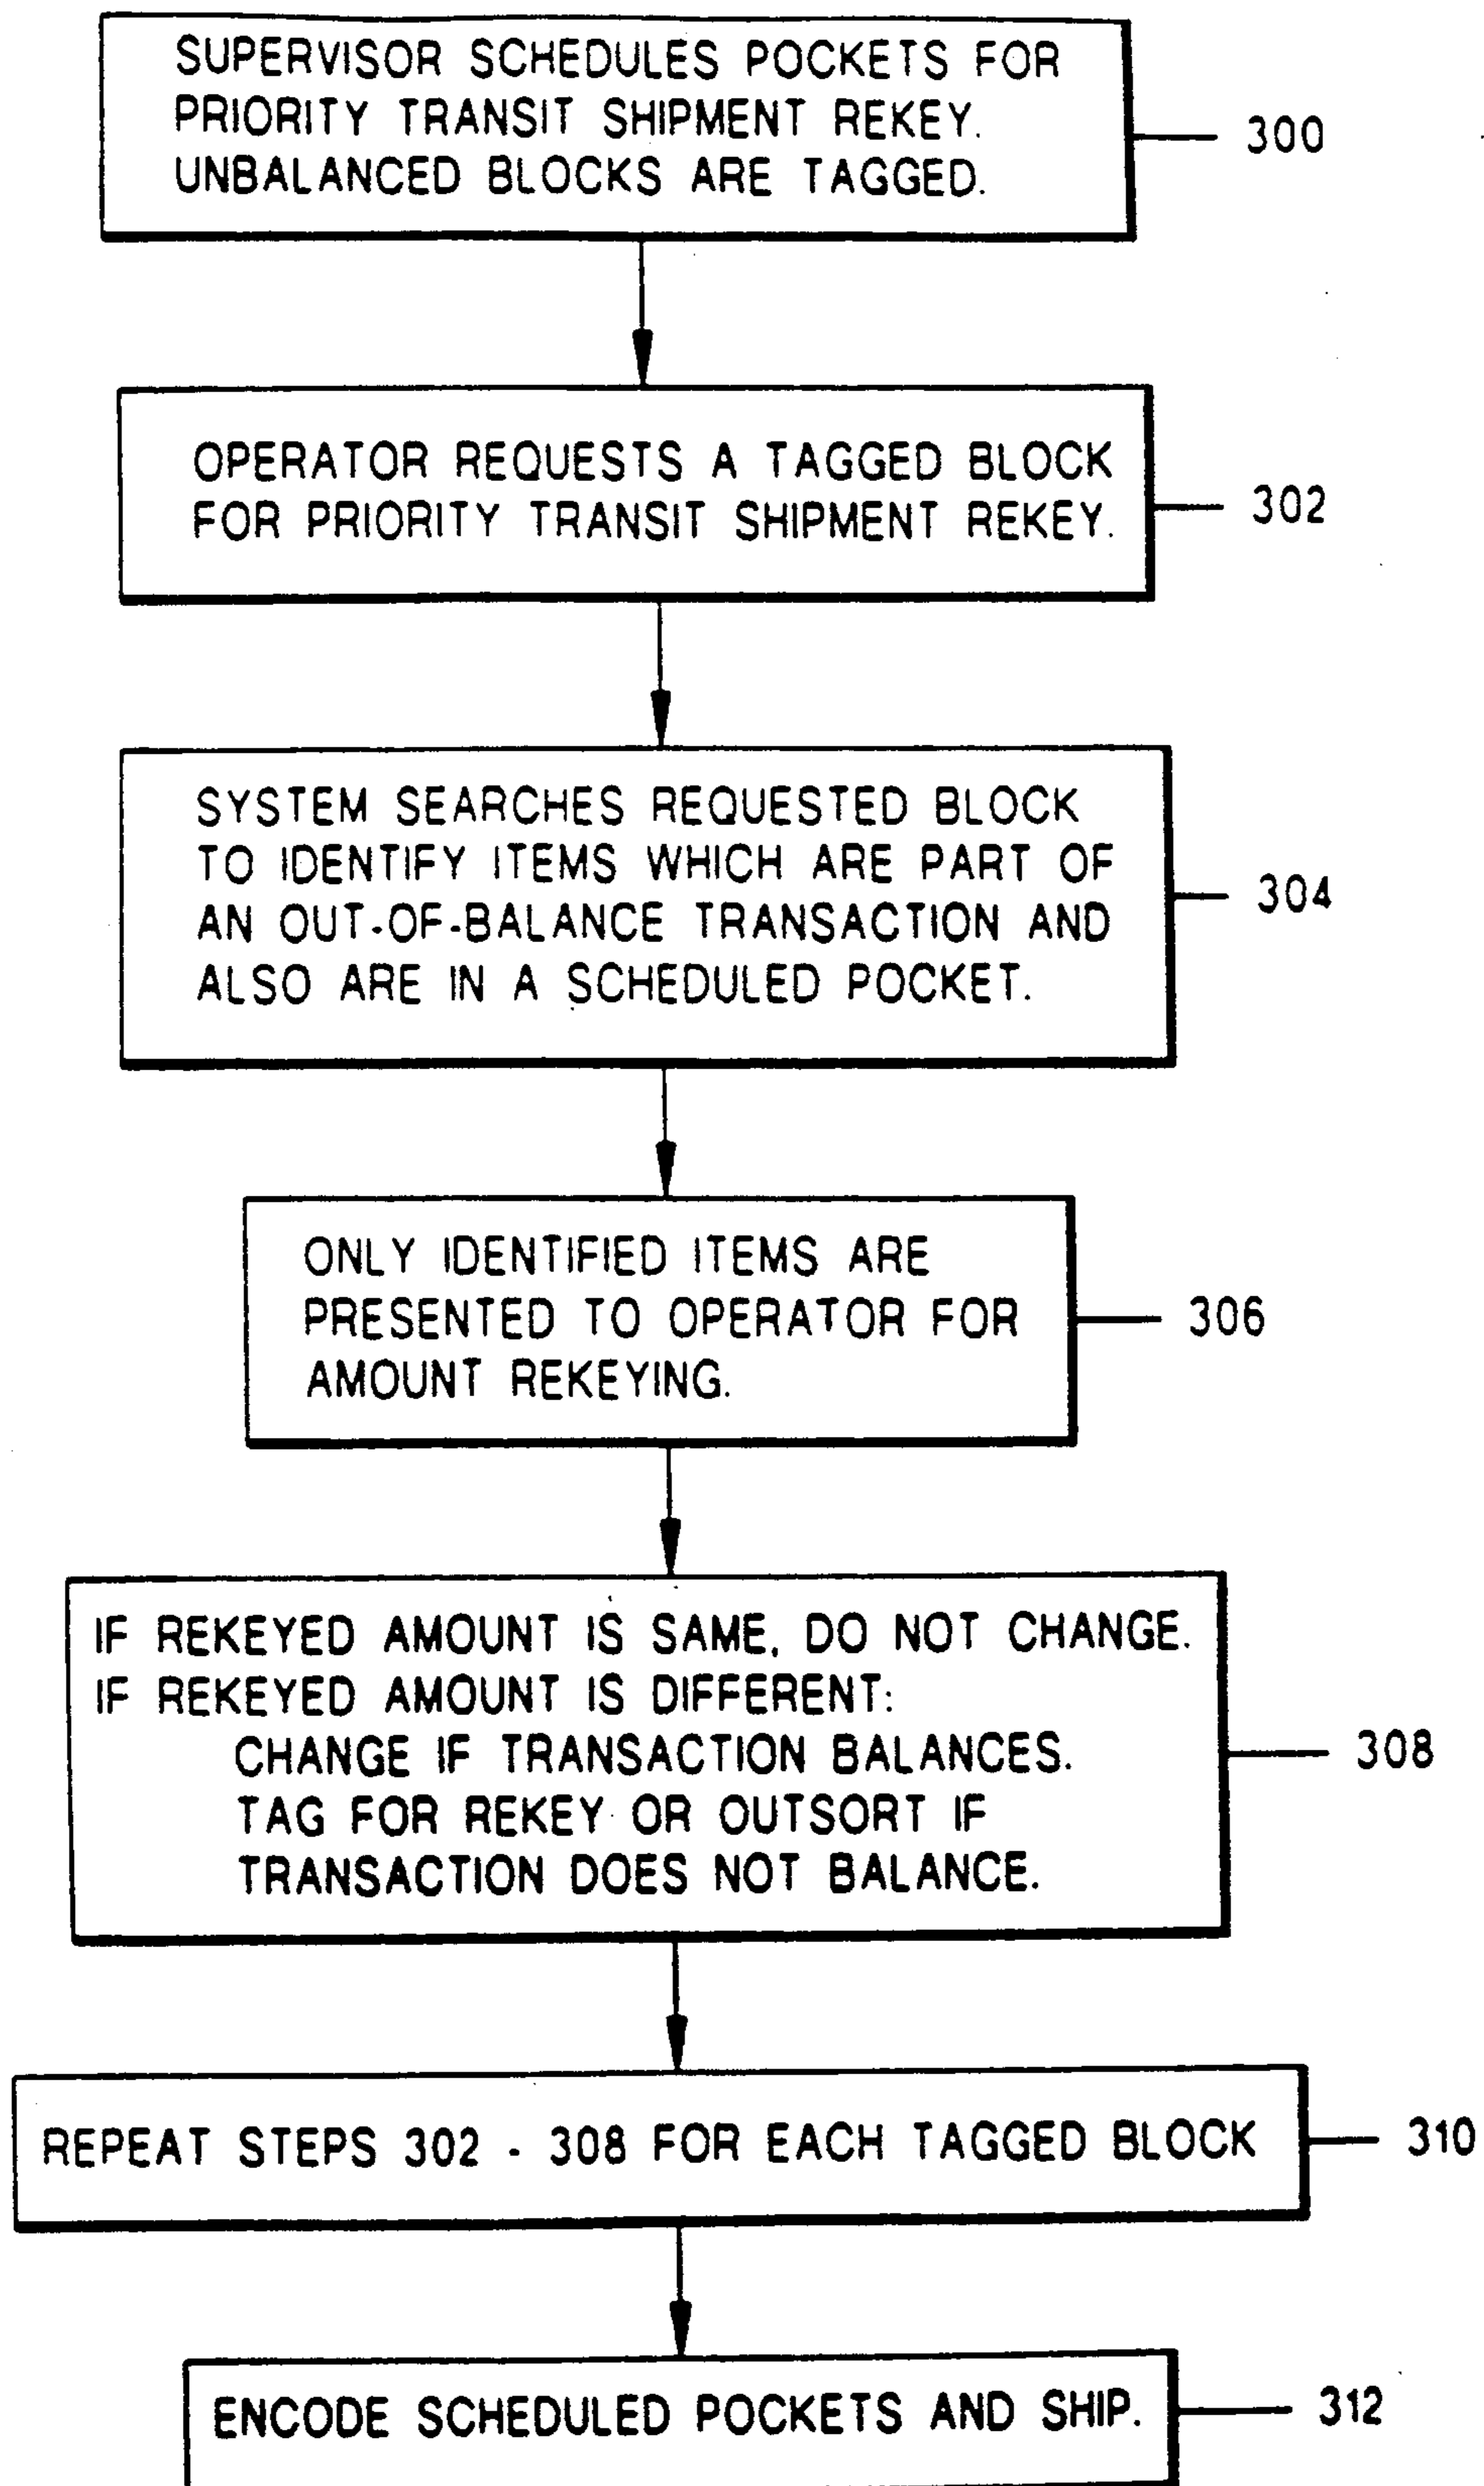 SUPERVISOR SCHEDULES POCKETS FOR
PRIORITY TRANSIT SHIPMENT REKEY.
UNBALANCED BLOCKS ARE TAGGED.
300
OPERATOR REQUESTS A TAGGED BLOCK
FOR PRIORITY TRANSIT SHIPMENT REKEY.
302
SYSTEM SEARCHES REQUESTED BLOCK
TO IDENTIFY ITEMS WHICH ARE PART OF
AN OUT-OF-BALANCE TRANSACTION AND
ALSO ARE IN A SCHEDULED POCKET.
304
ONLY IDENTIFIED ITEMS ARE
PRESENTED TO OPERATOR FOR
AMOUNT REKEYING.
306
IF REKEYED AMOUNT IS SAME, DO NOT CHANGE.
IF REKEYED AMOUNT IS DIFFERENT:
CHANGE IF TRANSACTION BALANCES.
TAG FOR REKEY OR OUTSORT IF
TRANSACTION DOES NOT BALANCE.
308
REPEAT STEPS 302 - 308 FOR EACH TAGGED BLOCK
310
ENCODE SCHEDULED POCKETS AND SHIP.
312